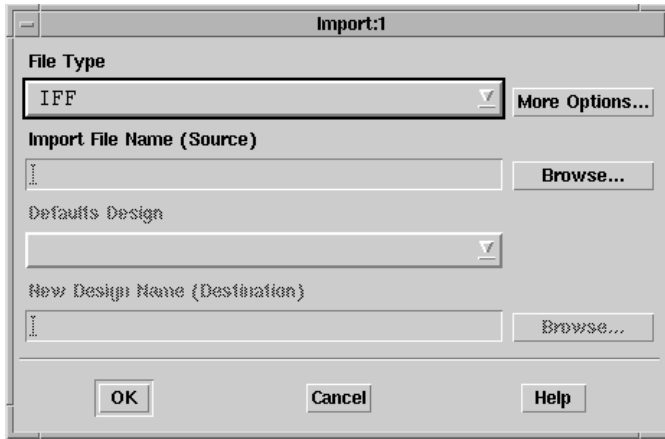 Import:1
File Type
IFF
More Options...
Import File Name (Source)
Browse...
Defaults Design
New Design Name (Destination)
Browse...
OK Cancel Help